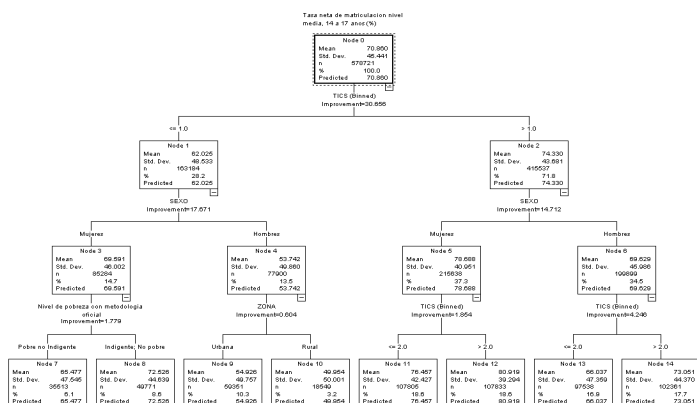 Tasa neta de matriculacion nivel
media, 14 a 17 anos (%)
Node 0
Mean 70.860
Std. Dev. 45.441
n 578721
% 100.0
Predicted 70.860
TICS (Binned)
Improvement=30.656
<= 1.0
> 1.0
Node 1
Mean 62.025
Std. Dev. 48.533
n 163184
% 28.2
Predicted 62.025
Node 2
Mean 74.330
Std. Dev. 43.681
n 415537
% 71.8
Predicted 74.330
SEXO
Improvement=17.671
SEXO
Improvement=14.712
Mujeres
Hombres
Mujeres
Hombres
Node 3
Mean 69.591
Std. Dev. 46.002
n 85284
% 14.7
Predicted 69.591
Node 4
Mean 53.742
Std. Dev. 49.860
n 77900
% 13.5
Predicted 53.742
Node 5
Mean 78.688
Std. Dev. 40.951
n 215638
% 37.3
Predicted 78.688
Node 6
Mean 69.629
Std. Dev. 45.986
n 199899
% 34.5
Predicted 69.629
Nivel de pobreza con metodologia
oficial
Improvement=1.779
ZONA
Improvement=0.604
TICS (Binned)
Improvement=1.854
TICS (Binned)
Improvement=4.246
Pobre no Indigente
Indigente; No pobre
Urbana
Rural
<= 2.0
> 2.0
<= 2.0
> 2.0
Node 7
Mean 65.477
Std. Dev. 47.545
n 35513
% 6.1
Predicted 65.477
Node 8
Mean 72.526
Std. Dev. 44.639
n 49771
% 8.6
Predicted 72.526
Node 9
Mean 54.926
Std. Dev. 49.757
n 59351
% 10.3
Predicted 54.926
Node 10
Mean 49.954
Std. Dev. 50.001
n 18549
% 3.2
Predicted 49.954
Node 11
Mean 76.457
Std. Dev. 42.427
n 107805
% 18.6
Predicted 76.457
Node 12
Mean 80.919
Std. Dev. 39.294
n 107833
% 18.6
Predicted 80.919
Node 13
Mean 66.037
Std. Dev. 47.359
n 97538
% 16.9
Predicted 66.037
Node 14
Mean 73.051
Std. Dev. 44.370
n 102361
% 17.7
Predicted 73.051